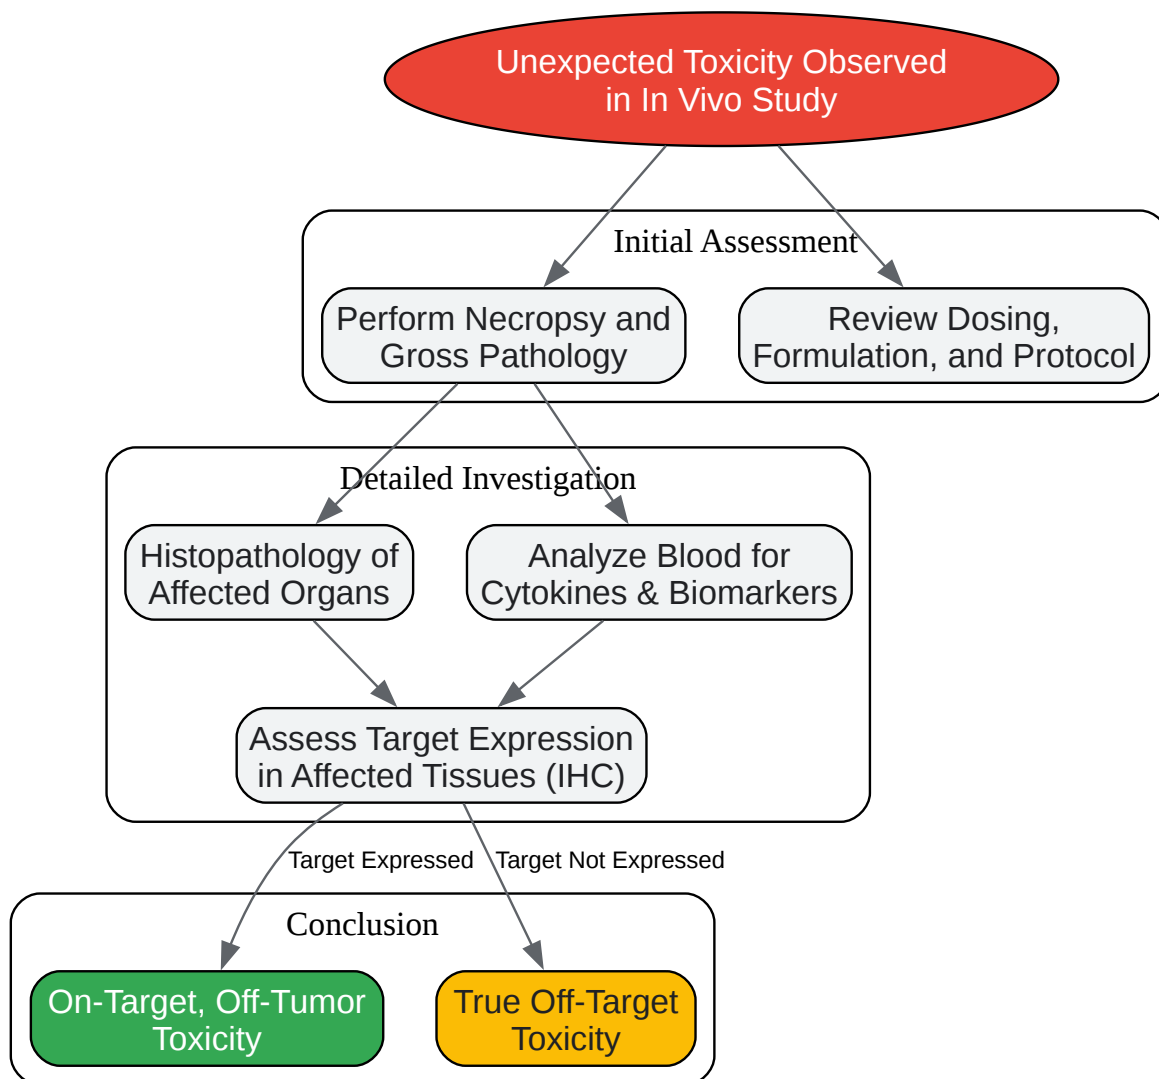 Unexpected Toxicity Observed
in In Vivo Study
Initial Assessment
Perform Necropsy and
Gross Pathology
Review Dosing,
Formulation, and Protocol
Detailed Investigation
Histopathology of
Affected Organs
Analyze Blood for
Cytokines & Biomarkers
Assess Target Expression
in Affected Tissues (IHC)
Target Expressed
Target Not Expressed
Conclusion
On-Target, Off-Tumor
Toxicity
True Off-Target
Toxicity